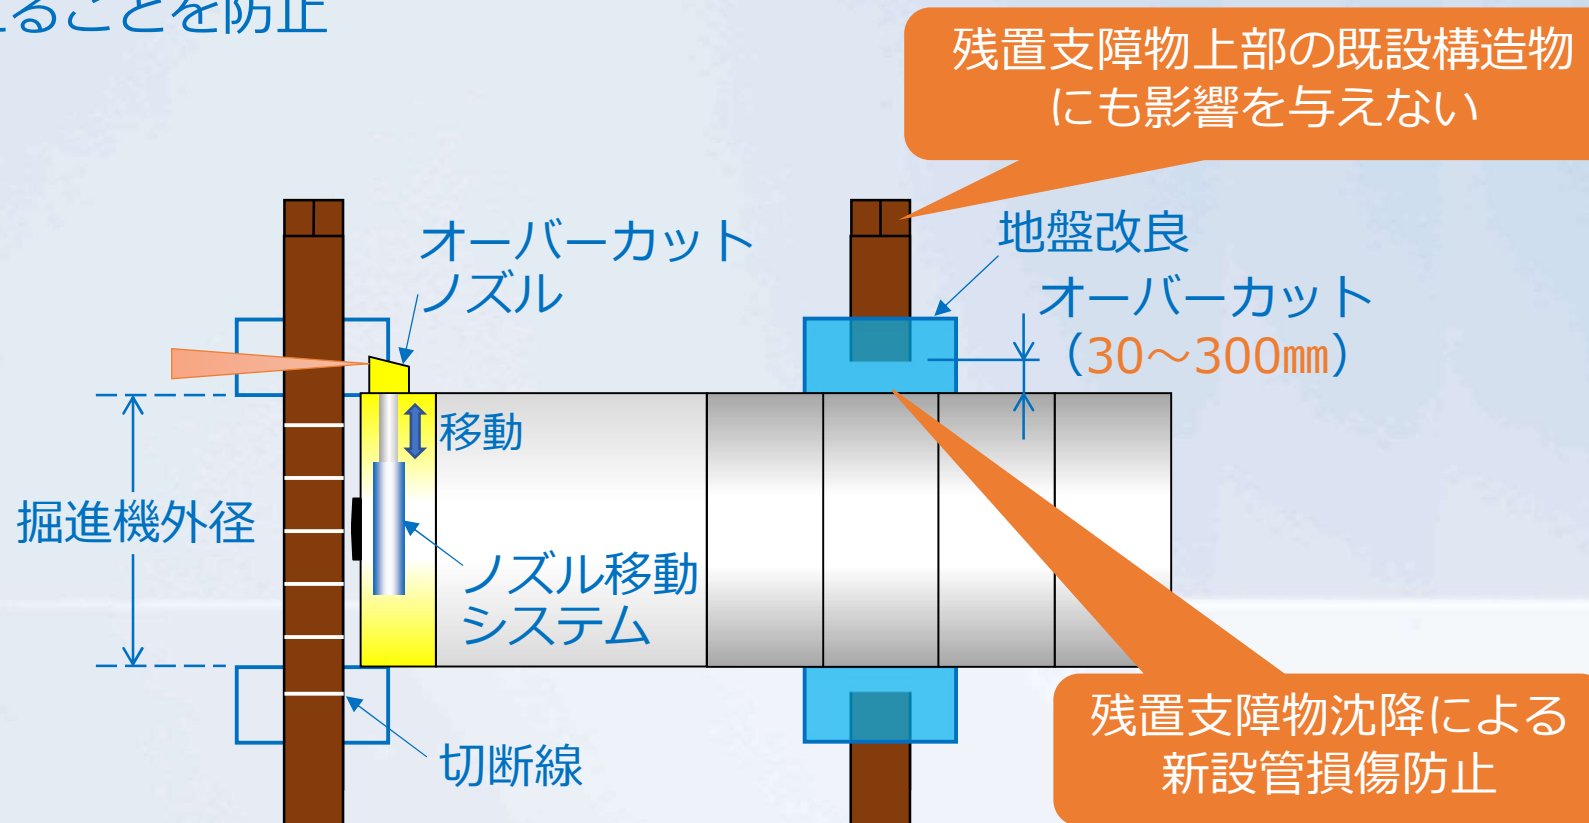 えることを防止
残置支障物上部の既設構造物
にも影響を与えない
オーバーカット
ノズル
地盤改良
オーバーカット
（30～300㎜）
移動
掘進機外径
ノズル移動
システム
切断線
残置支障物沈降による
新設管損傷防止